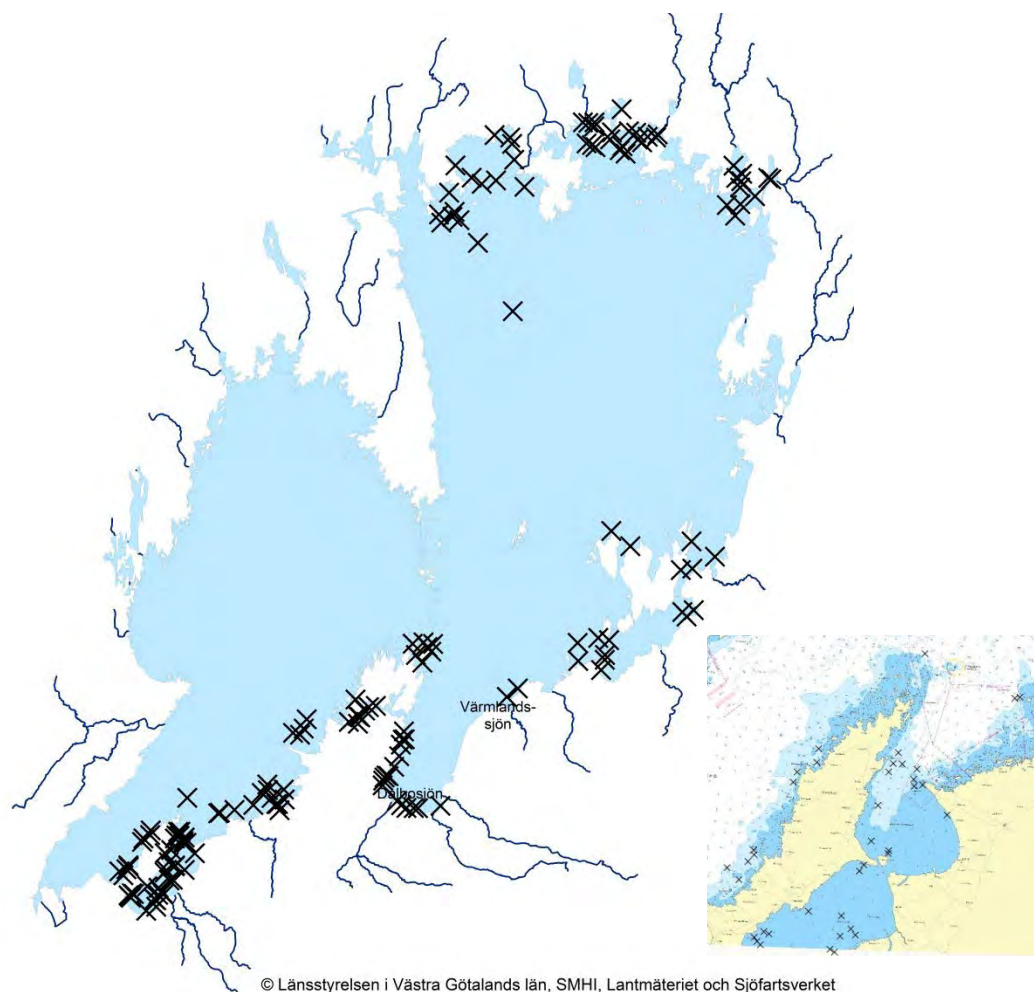 Värmlands-
sjön
Dalbosjön
© Länsstyrelsen i Västra Götalands län, SMHI, Lantmäteriet och Sjöfartsverket